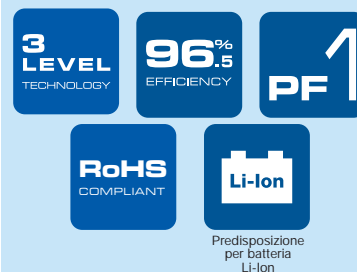 3
LEVEL
TECHNOLOGY
96.5%
EFFICIENCY
PF 1
RoHS
COMPLIANT
Li-Ion
Predisposizione
per batteria
Li-Ion